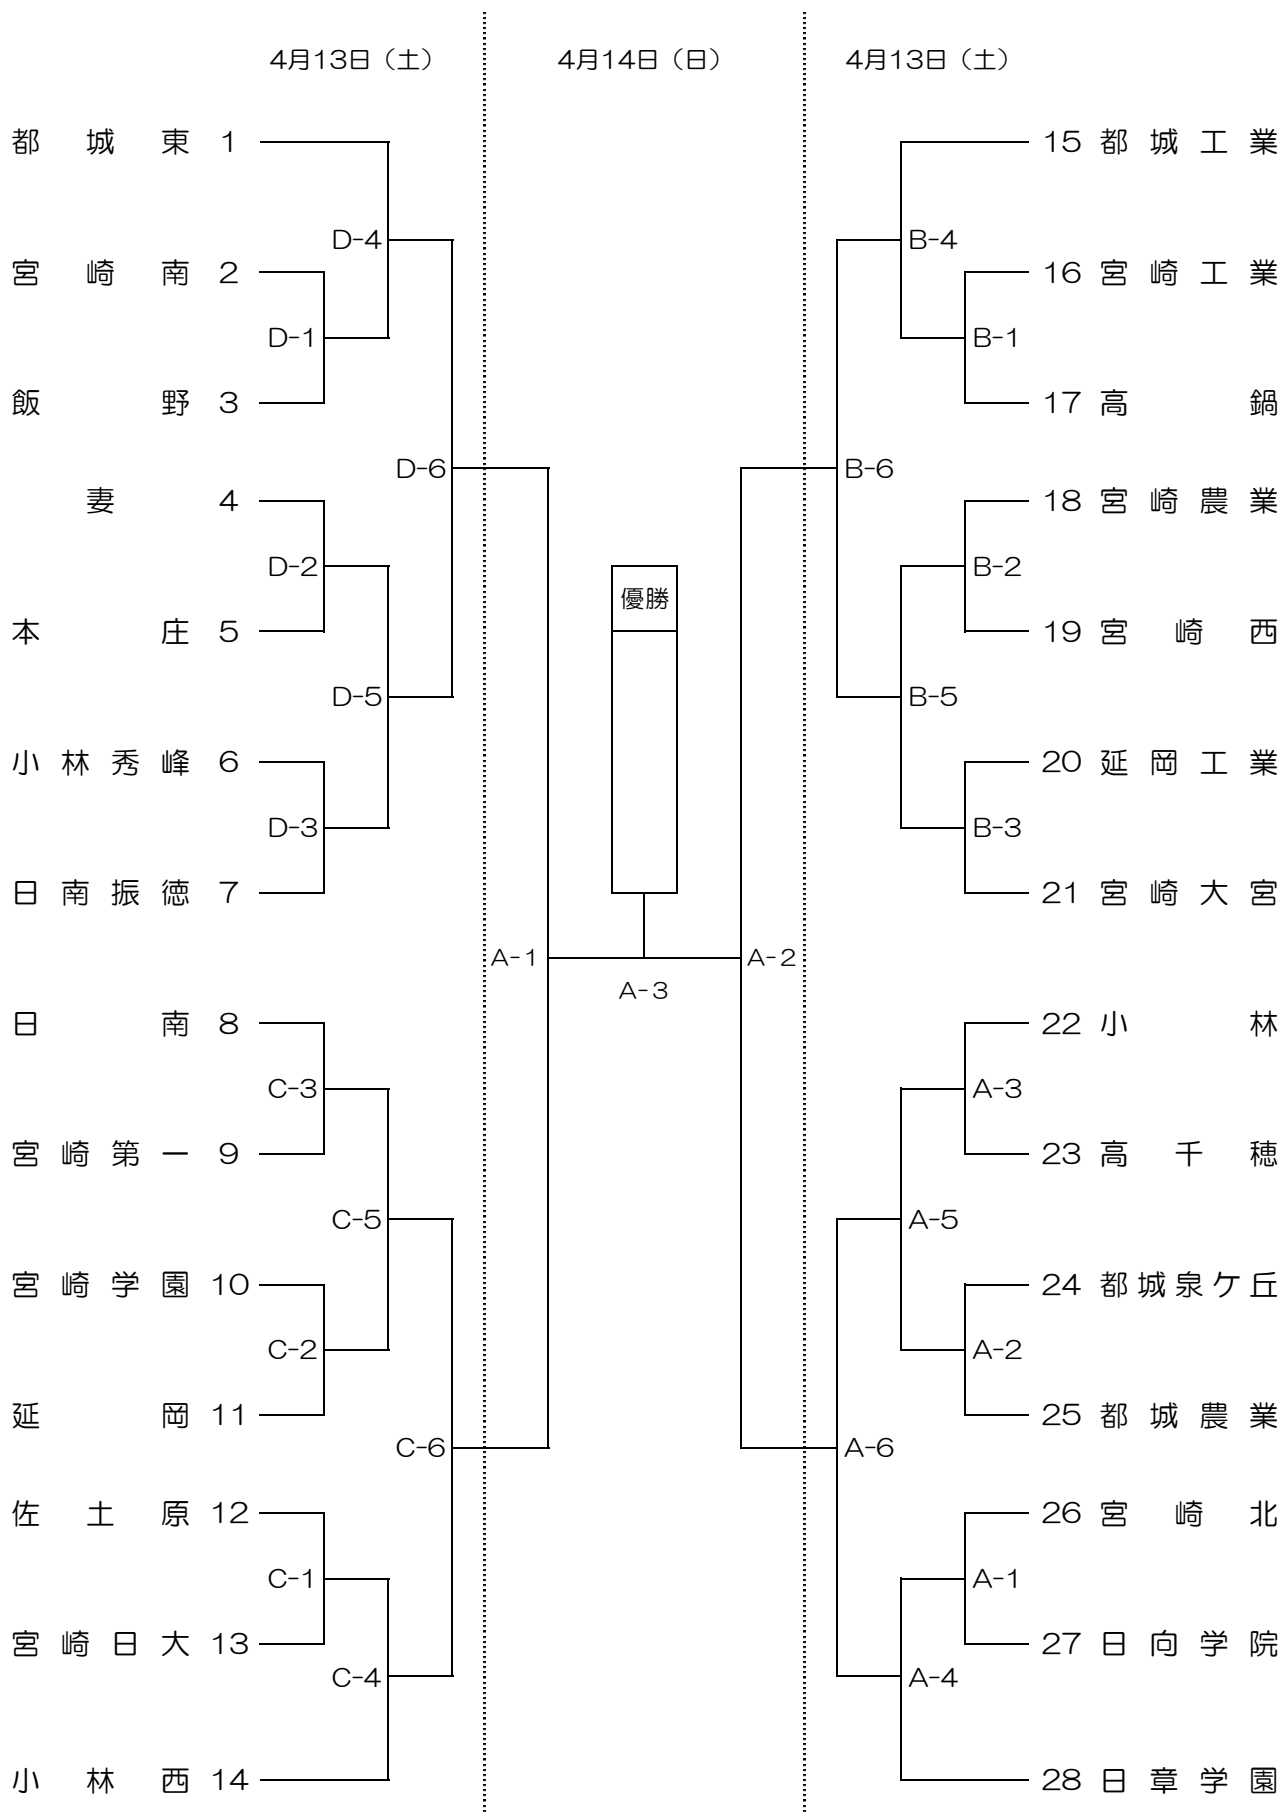 4月13日（土） 4月14日（日） 4月13日（土）
都城東 1 15 都城工業
D-4 B-4
宮崎南 2 16 宮崎工業
D-1 B-1
飯野 3 17 高鍋
D-6 B-6
妻 4 18 宮崎農業
D-2 B-2
優勝
本庄 5 19 宮崎西
D-5 B-5
小林秀峰 6 20 延岡工業
D-3 B-3
日南振徳 7 21 宮崎大宮
A-1 A-2
A-3
日南 8 22 小林
C-3 A-3
宮崎第一 9 23 高千穂
C-5 A-5
宮崎学園 10 24 都城泉ケ丘
C-2 A-2
延岡 11 25 都城農業
C-6 A-6
佐土原 12 26 宮崎北
C-1 A-1
宮崎日大 13 27 日向学院
C-4 A-4
小林西 14 28 日章学園